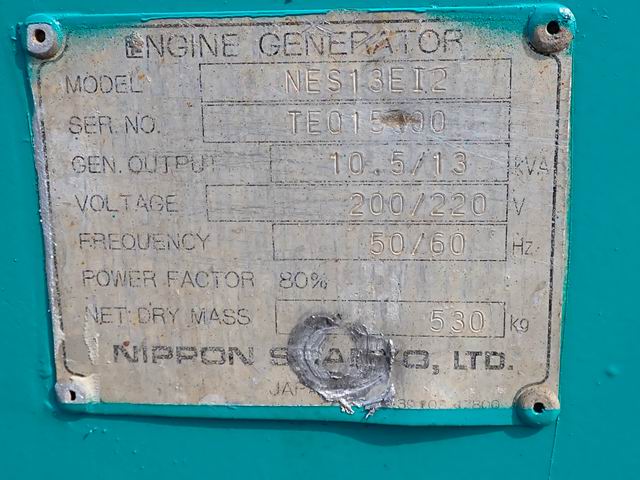 ENGINE GENERATOR
MODEL NES13EI2
SER. NO.
GEN. OUTPUT 10.5/13 kVA
VOLTAGE 200/220 V
FREQUENCY 50/60 Hz
POWER FACTOR 80%
NET DRY MASS 530 kg
NIPPON LTD.